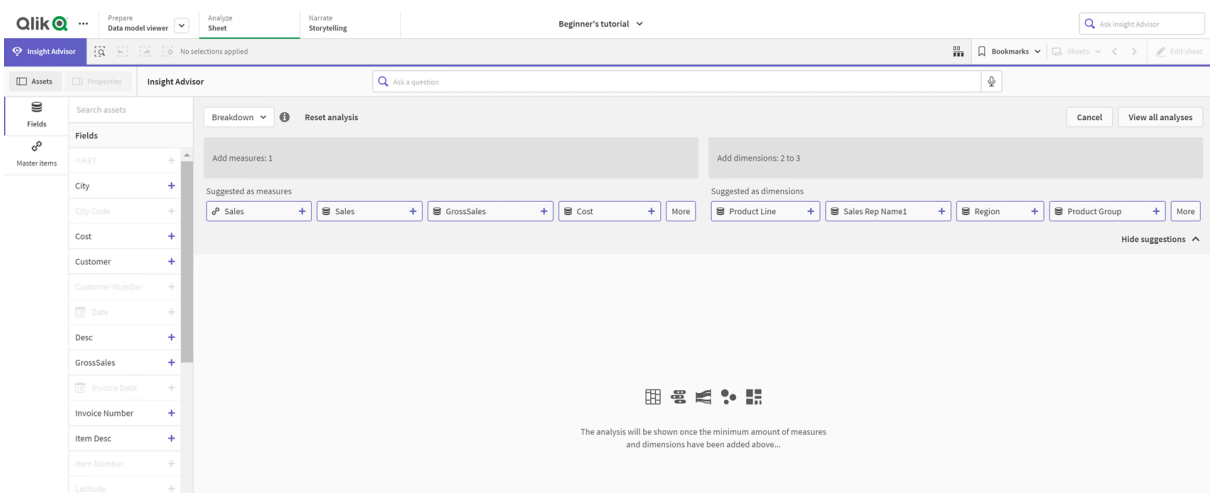 Qlik
Prepare
Data model viewer
Analyze
Sheet
Narrate
Storytelling
Beginner's tutorial
Ask Insight Advisor
Insight Advisor
No selections applied
Bookmarks
Sheets
Edit sheet
Assets
Properties
Insight Advisor
Ask a question
Fields
Master items
Search assets
Fields
%KEY
City
City Code
Cost
Customer
Customer Number
Date
Desc
GrossSales
Invoice Date
Invoice Number
Item Desc
Item Number
Latitude
Breakdown
Reset analysis
Cancel
View all analyses
Add measures: 1
Add dimensions: 2 to 3
Suggested as measures
Sales
Sales
GrossSales
Cost
More
Suggested as dimensions
Product Line
Sales Rep Name1
Region
Product Group
More
Hide suggestions
The analysis will be shown once the minimum amount of measures
and dimensions have been added above...